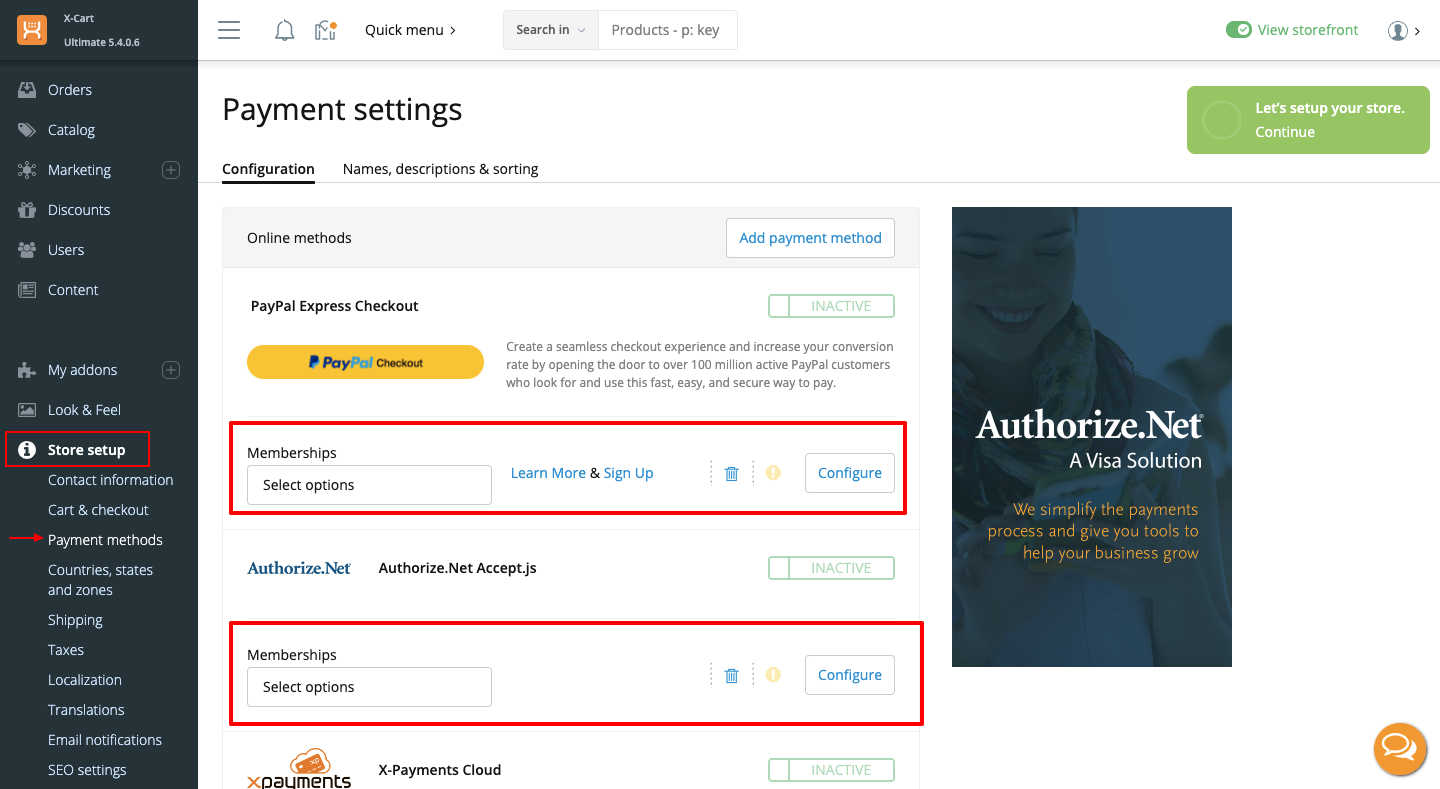 X-Cart
Ultimate 5.4.0.6
Quick menu
Search in
Products - p: key
View storefront
Orders
Catalog
Marketing
Discounts
Users
Content
My addons
Look & Feel
Store setup
Contact information
Cart & checkout
Payment methods
Countries, states
and zones
Shipping
Taxes
Localization
Translations
Email notifications
SEO settings
Payment settings
Let's setup your store.
Continue
Configuration
Names, descriptions & sorting
Online methods
Add payment method
PayPal Express Checkout
INACTIVE
PayPal Checkout
Create a seamless checkout experience and increase your conversion
rate by opening the door to over 100 million active PayPal customers
who look for and use this fast, easy, and secure way to pay.
Memberships
Select options
Learn More & Sign Up
Configure
Authorize.Net
Authorize.Net Accept.js
INACTIVE
Memberships
Select options
Configure
xp
xpayments
X-Payments Cloud
INACTIVE
Authorize.Net®
A Visa Solution
We simplify the payments
process and give you tools to
help your business grow